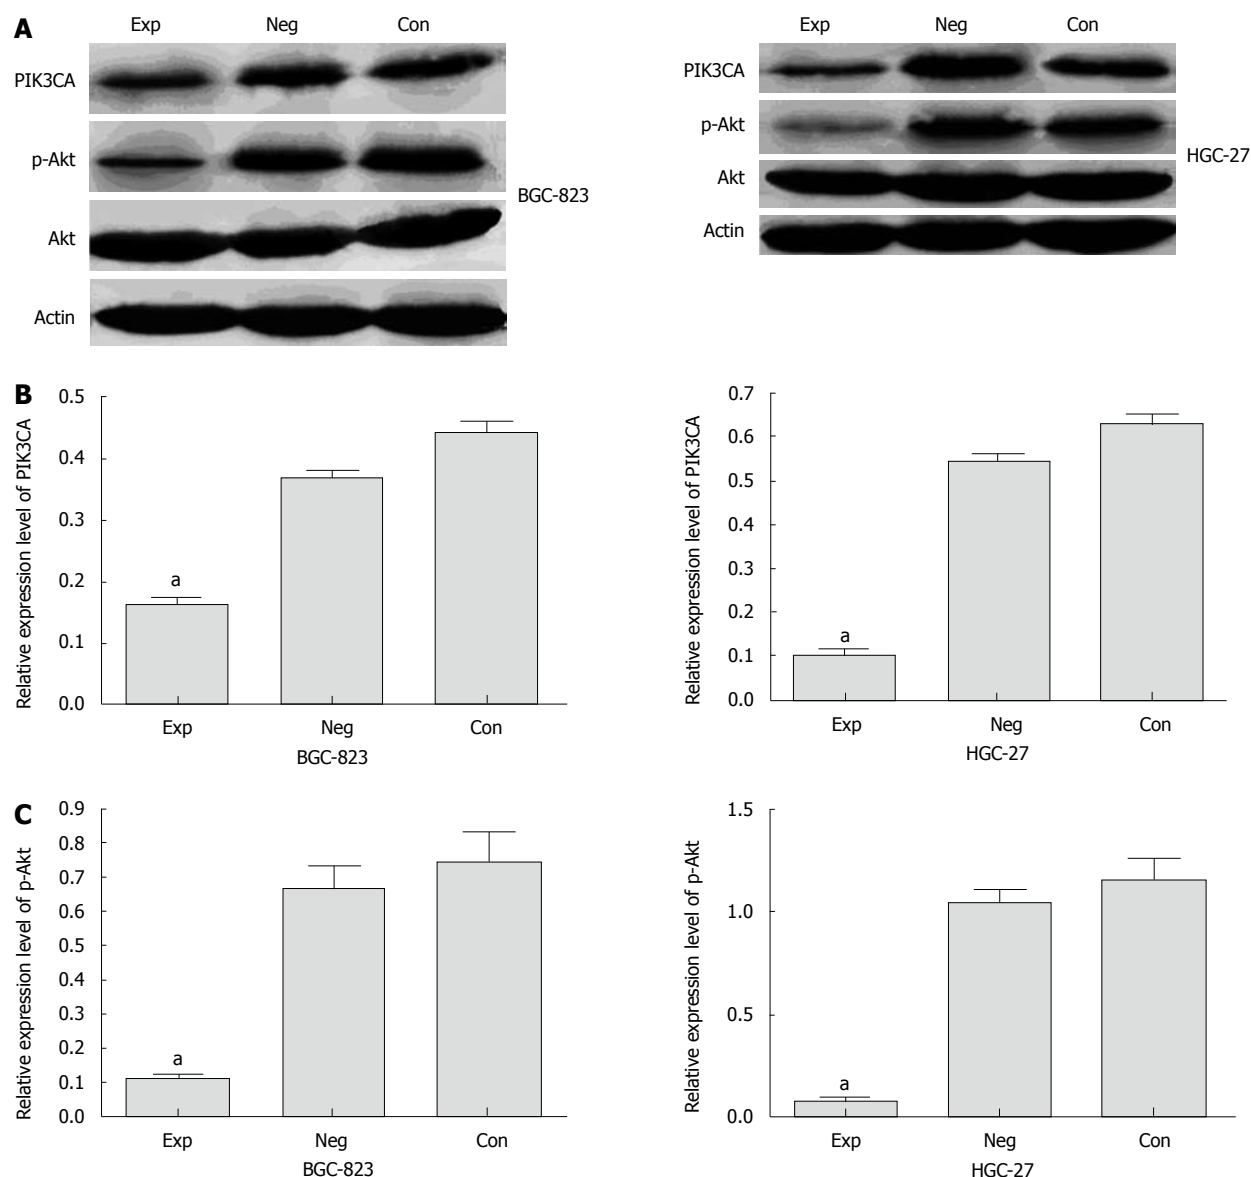 A
Exp Neg Con
PIK3CA
p-Akt
Akt
Actin
BGC-823
Exp Neg Con
PIK3CA
p-Akt
Akt
Actin
HGC-27
B
Relative expression level of PIK3CA
0.5
0.4
0.3
0.2
0.1
0.0
a
Exp Neg Con
BGC-823
Relative expression level of PIK3CA
0.7
0.6
0.5
0.4
0.3
0.2
0.1
0.0
a
Exp Neg Con
HGC-27
C
Relative expression level of p-Akt
0.9
0.8
0.7
0.6
0.5
0.4
0.3
0.2
0.1
0.0
a
Exp Neg Con
BGC-823
Relative expression level of p-Akt
1.5
1.0
0.5
0.0
a
Exp Neg Con
HGC-27